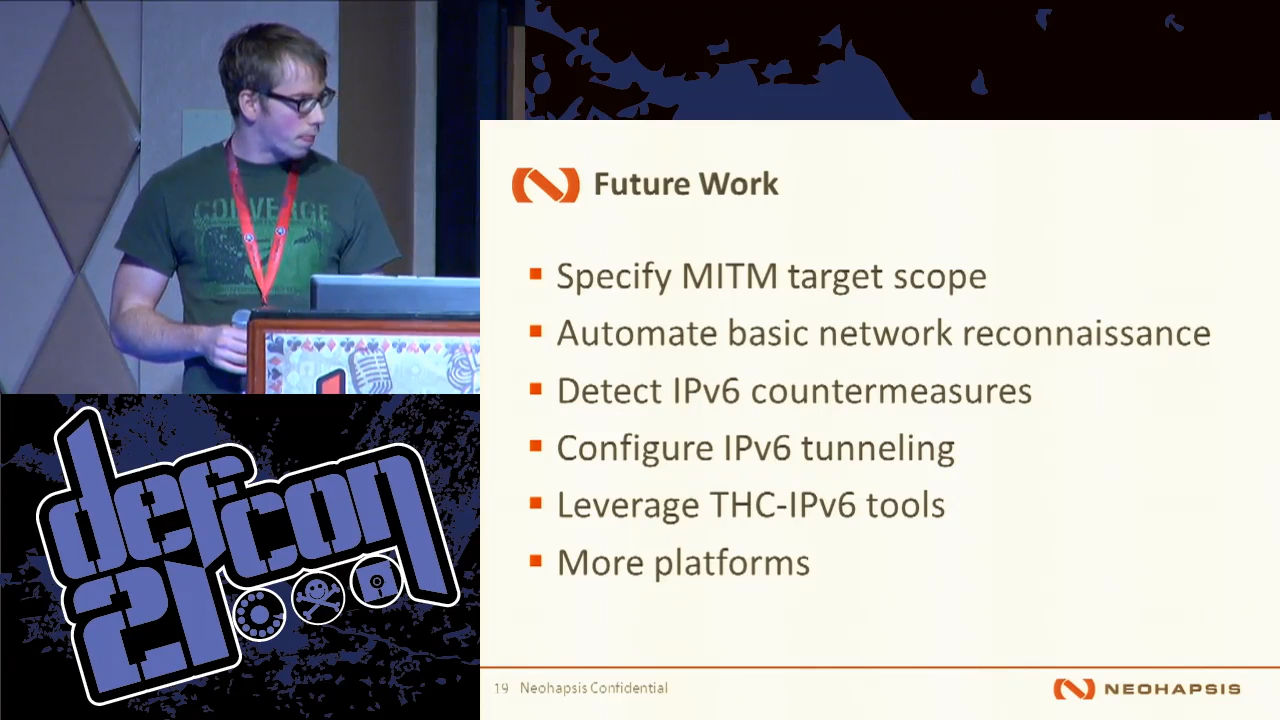 CONVERGE
Future Work
Specify MITM target scope
Automate basic network reconnaissance
Detect IPv6 countermeasures
Configure IPv6 tunneling
Leverage THC-IPv6 tools
More platforms
19 Neohapsis Confidential
NEOHAPSIS
defcon
21